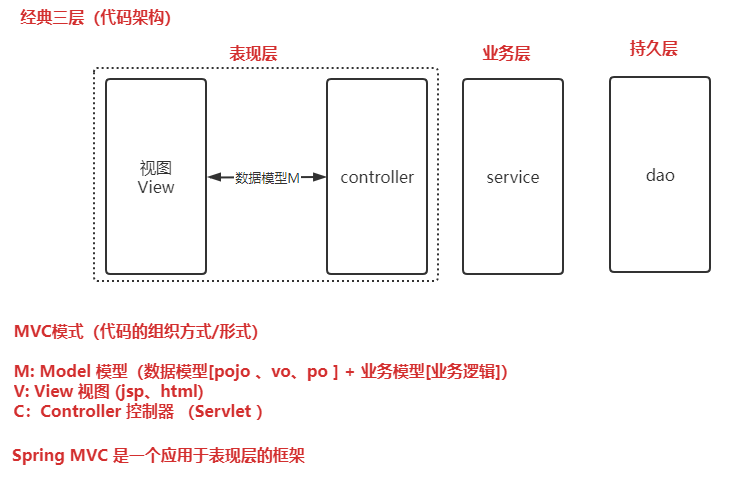 经典三层（代码架构）
表现层
业务层
持久层
视图
View
数据模型M
controller
service
dao
MVC模式（代码的组织方式/形式）
M: Model 模型（数据模型[pojo 、vo、po ] + 业务模型[业务逻辑]）
V: View 视图 (jsp、html)
C：Controller 控制器 （Servlet ）
Spring MVC 是一个应用于表现层的框架